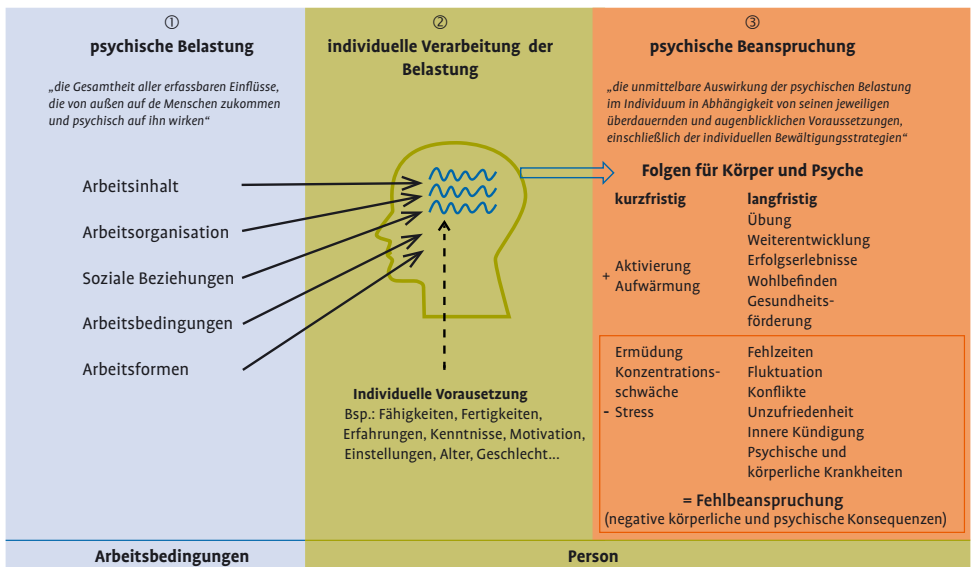 ①
psychische Belastung
„die Gesamtheit aller erfassbaren Einflüsse,
die von außen auf de Menschen zukommen
und psychisch auf ihn wirken“
Arbeitsinhalt
Arbeitsorganisation
Soziale Beziehungen
Arbeitsbedingungen
Arbeitsformen
②
individuelle Verarbeitung der
Belastung
Individuelle Vorausetzung
Bsp.: Fähigkeiten, Fertigkeiten,
Erfahrungen, Kenntnisse, Motivation,
Einstellungen, Alter, Geschlecht...
③
psychische Beanspruchung
„die unmittelbare Auswirkung der psychischen Belastung
im Individuum in Abhängigkeit von seinen jeweiligen
überdauernden und augenblicklichen Voraussetzungen,
einschließlich der individuellen Bewältigungsstrategien“
Folgen für Körper und Psyche
kurzfristig
+ Aktivierung
Aufwärmung
langfristig
Übung
Weiterentwicklung
Erfolgserlebnisse
Wohlbefinden
Gesundheits-
förderung
Ermüdung
Konzentrations-
schwäche
- Stress
Fehlzeiten
Fluktuation
Konflikte
Unzufriedenheit
Innere Kündigung
Psychische und
körperliche Krankheiten
= Fehlbeanspruchung
(negative körperliche und psychische Konsequenzen)
Arbeitsbedingungen
Person